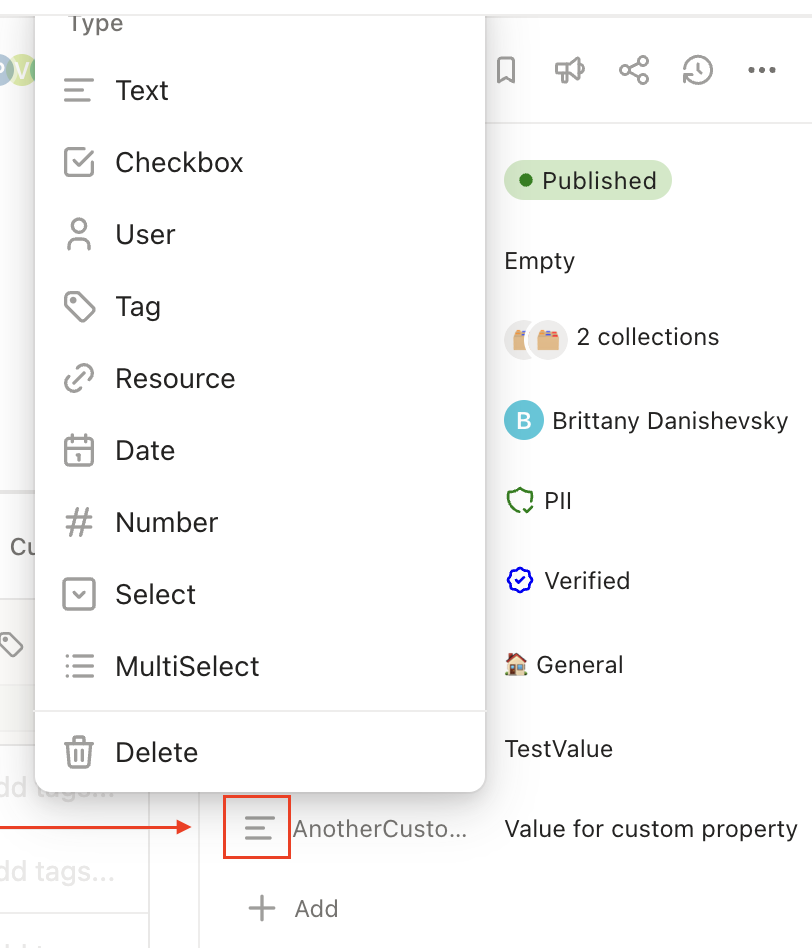 Type
P V
Text
Checkbox
User
Tag
Resource
Date
Number
Select
MultiSelect
Delete
Published
Empty
2 collections
B Brittany Danishevsky
PII
Verified
General
TestValue
AnotherCusto... Value for custom property
Add
Cu
dd tags...
dd tags...